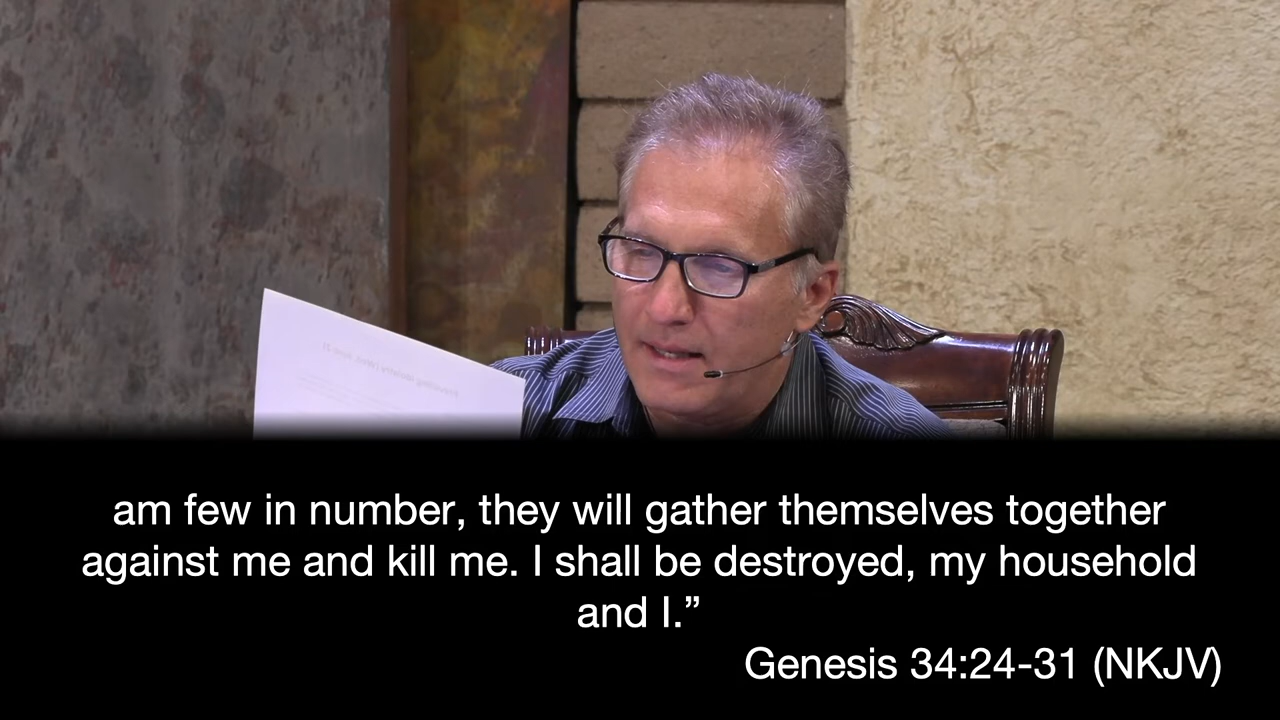 am few in number, they will gather themselves together
against me and kill me. I shall be destroyed, my household
and I.”
Genesis 34:24-31 (NKJV)